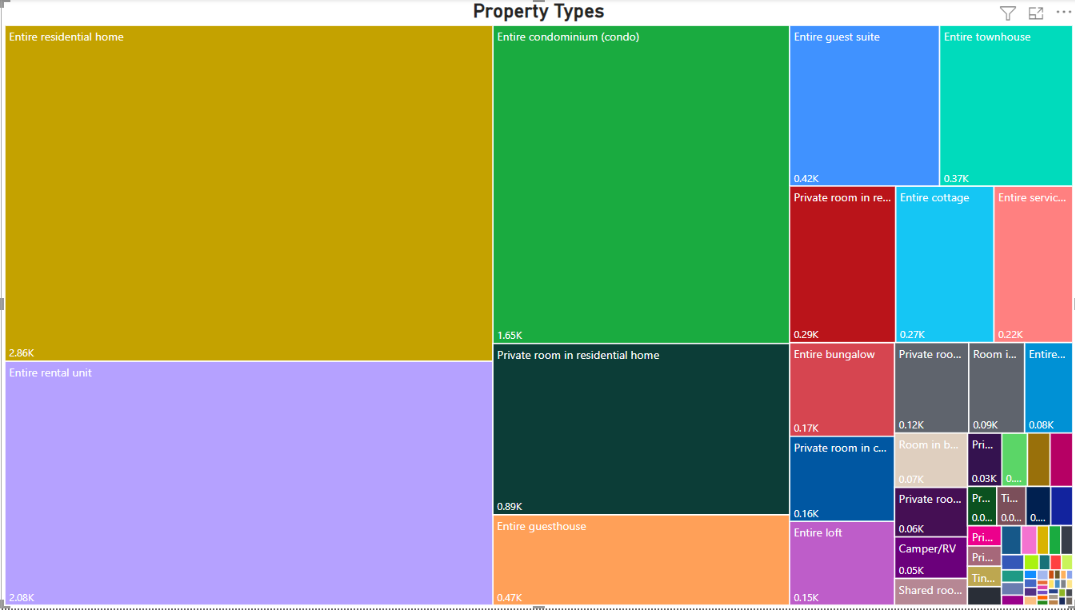 Property Types
Entire residential home
2.86K
Entire rental unit
2.08K
Entire condominium (condo)
1.65K
Private room in residential home
0.89K
Entire guesthouse
0.47K
Entire guest suite
0.42K
Entire townhouse
0.37K
Private room in re...
0.29K
Entire cottage
0.27K
Entire servic...
0.22K
Entire bungalow
0.17K
Private room in c...
0.16K
Entire loft
0.15K
Private roo...
0.12K
Room i...
0.09K
Entire...
0.08K
Room in b...
0.07K
Private roo...
0.06K
Camper/RV
0.05K
Shared roo...
Pri...
0.03K
0....
Pr...
0.0...
Ti...
0.0...
0....
Pri...
Pri...
Tin...